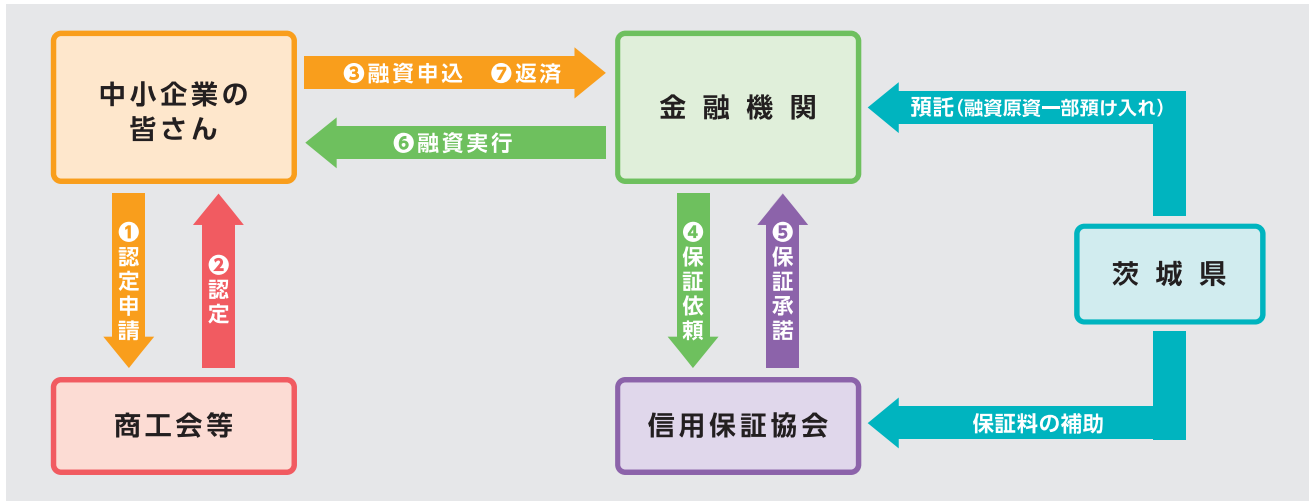 中小企業の
皆さん
❸融資申込 ❼返済
❻融資実行
金融機関
預託(融資原資一部預け入れ)
❶認定申請
❷認定
❹保証依頼
❺保証承諾
茨城県
商工会等
信用保証協会
保証料の補助